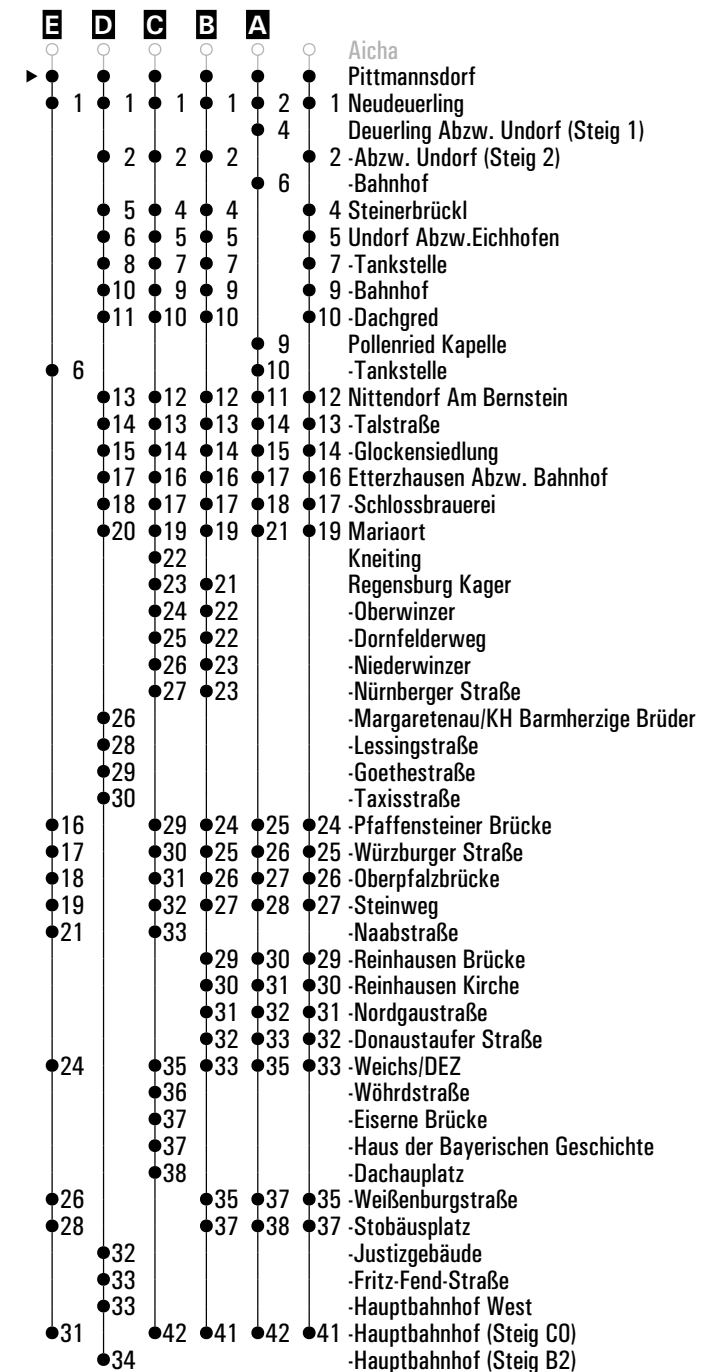 E D C B A
Aicha
Pittmannsdorf
1 1 1 1 2 1 Neudeuerling
4 Deuerling Abzw. Undorf (Steig 1)
2 2 2 2 -Abzw. Undorf (Steig 2)
6 -Bahnhof
5 4 4 4 Steinerbrückl
6 5 5 5 Undorf Abzw.Eichhofen
8 7 7 7 -Tankstelle
10 9 9 9 -Bahnhof
11 10 10 10 -Dachgred
9 Pollenried Kapelle
6 10 -Tankstelle
13 12 12 11 12 Nittendorf Am Bernstein
14 13 13 14 13 -Talstraße
15 14 14 15 14 -Glockensiedlung
17 16 16 17 16 Etterzhausen Abzw. Bahnhof
18 17 17 18 17 -Schlossbrauerei
20 19 19 21 19 Mariaort
22 Kneiting
23 21 Regensburg Kager
24 22 -Oberwinzer
25 22 -Dornfelderweg
26 23 -Niederwinzer
27 23 -Nürnberger Straße
26 -Margaretenau/KH Barmherzige Brüder
28 -Lessingstraße
29 -Goethestraße
30 -Taxisstraße
16 29 24 25 24 -Pfaffensteiner Brücke
17 30 25 26 25 -Würzburger Straße
18 31 26 27 26 -Oberpfalzbrücke
19 32 27 28 27 -Steinweg
21 33 -Naabstraße
29 30 29 -Reinhausen Brücke
30 31 30 -Reinhausen Kirche
31 32 31 -Nordgaustraße
32 33 32 -Donaustaufer Straße
24 35 33 35 33 -Weichs/DEZ
36 -Wöhrdstraße
37 -Eiserne Brücke
37 -Haus der Bayerischen Geschichte
38 -Dachauplatz
26 35 37 35 -Weißenburgstraße
28 37 38 37 -Stobäusplatz
32 -Justizgebäude
33 -Fritz-Fend-Straße
33 -Hauptbahnhof West
31 42 41 42 41 -Hauptbahnhof (Steig C0)
34 -Hauptbahnhof (Steig B2)